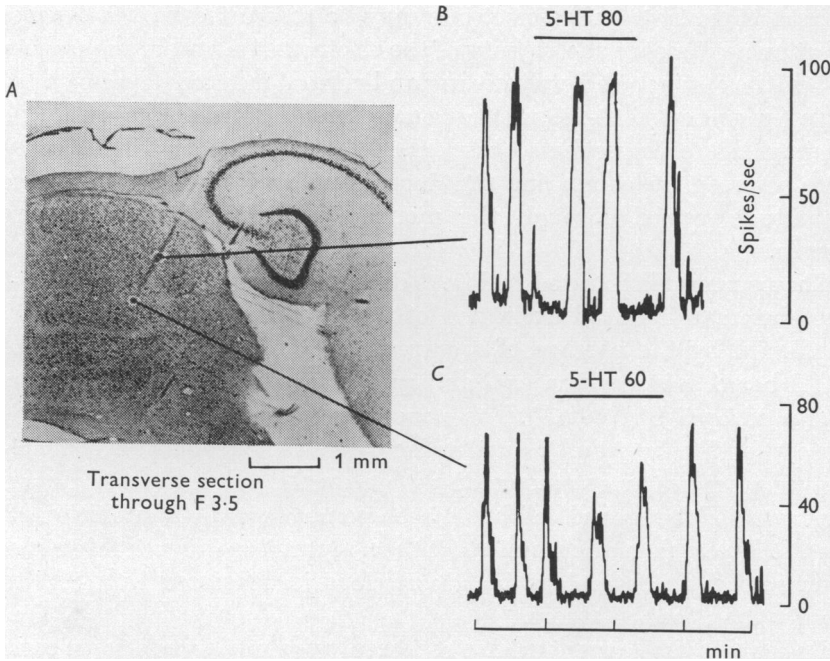 A
Transverse section
through F 3·5
1 mm
B
5-HT 80
100
50
0
Spikes/sec
C
5-HT 60
80
40
0
min